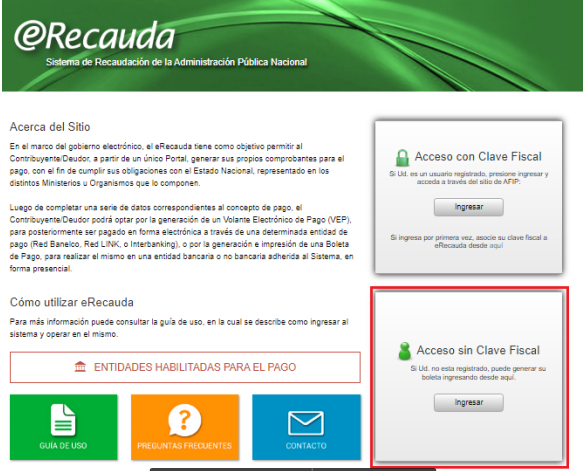 @Recauda
Sistema de Recaudación de la Administración Pública Nacional
Acerca del Sitio
En el marco del gobierno electrónico, el eRecauda tiene como objetivo permitir al
Contribuyente/Deudor, a partir de un único Portal, generar sus propios comprobantes para el
pago, con el fin de cumplir sus obligaciones con el Estado Nacional, representado en los
distintos Ministerios u Organismos que lo componen.
Luego de completar una serie de datos correspondientes al concepto de pago, el
Contribuyente/Deudor podrá optar por la generación de un Volante Electrónico de Pago (VEP),
para posteriormente ser pagado en forma electrónica a través de una determinada entidad de
pago (Red Banelco, Red LINK, o Interbanking), o por la generación e impresión de una Boleta
de Pago, para realizar el mismo en una entidad bancaria o no bancaria adherida al Sistema, en
forma presencial.
Cómo utilizar eRecauda
Para más información puede consultar la guía de uso, en la cual se describe como ingresar al
sistema y operar en el mismo.
ENTIDADES HABILITADAS PARA EL PAGO
GUÍA DE USO
PREGUNTAS FRECUENTES
CONTACTO
Acceso con Clave Fiscal
Si Ud. es un usuario registrado, presione ingresar y
acceda a través del sitio de AFIP:
Ingresar
Si ingresa por primera vez, asocie su clave fiscal a
eRecauda desde aquí
Acceso sin Clave Fiscal
Si Ud. no esta registrado, puede generar su
boleta ingresando desde aquí.
Ingresar